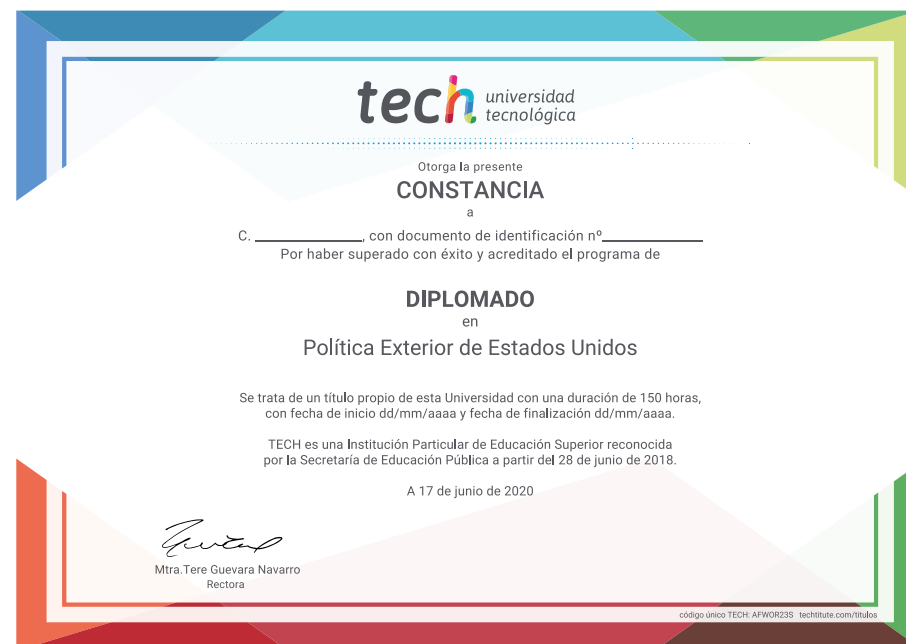 tech universidad
tecnológica
Otorga la presente
CONSTANCIA
a
C. ______________, con documento de identificación nº_____________
Por haber superado con éxito y acreditado el programa de
DIPLOMADO
en
Política Exterior de Estados Unidos
Se trata de un título propio de esta Universidad con una duración de 150 horas,
con fecha de inicio dd/mm/aaaa y fecha de finalización dd/mm/aaaa.
TECH es una Institución Particular de Educación Superior reconocida
por la Secretaría de Educación Pública a partir del 28 de junio de 2018.
A 17 de junio de 2020
Mtra.Tere Guevara Navarro
Rectora
código único TECH: AFWOR23S techtitute.com/titulos